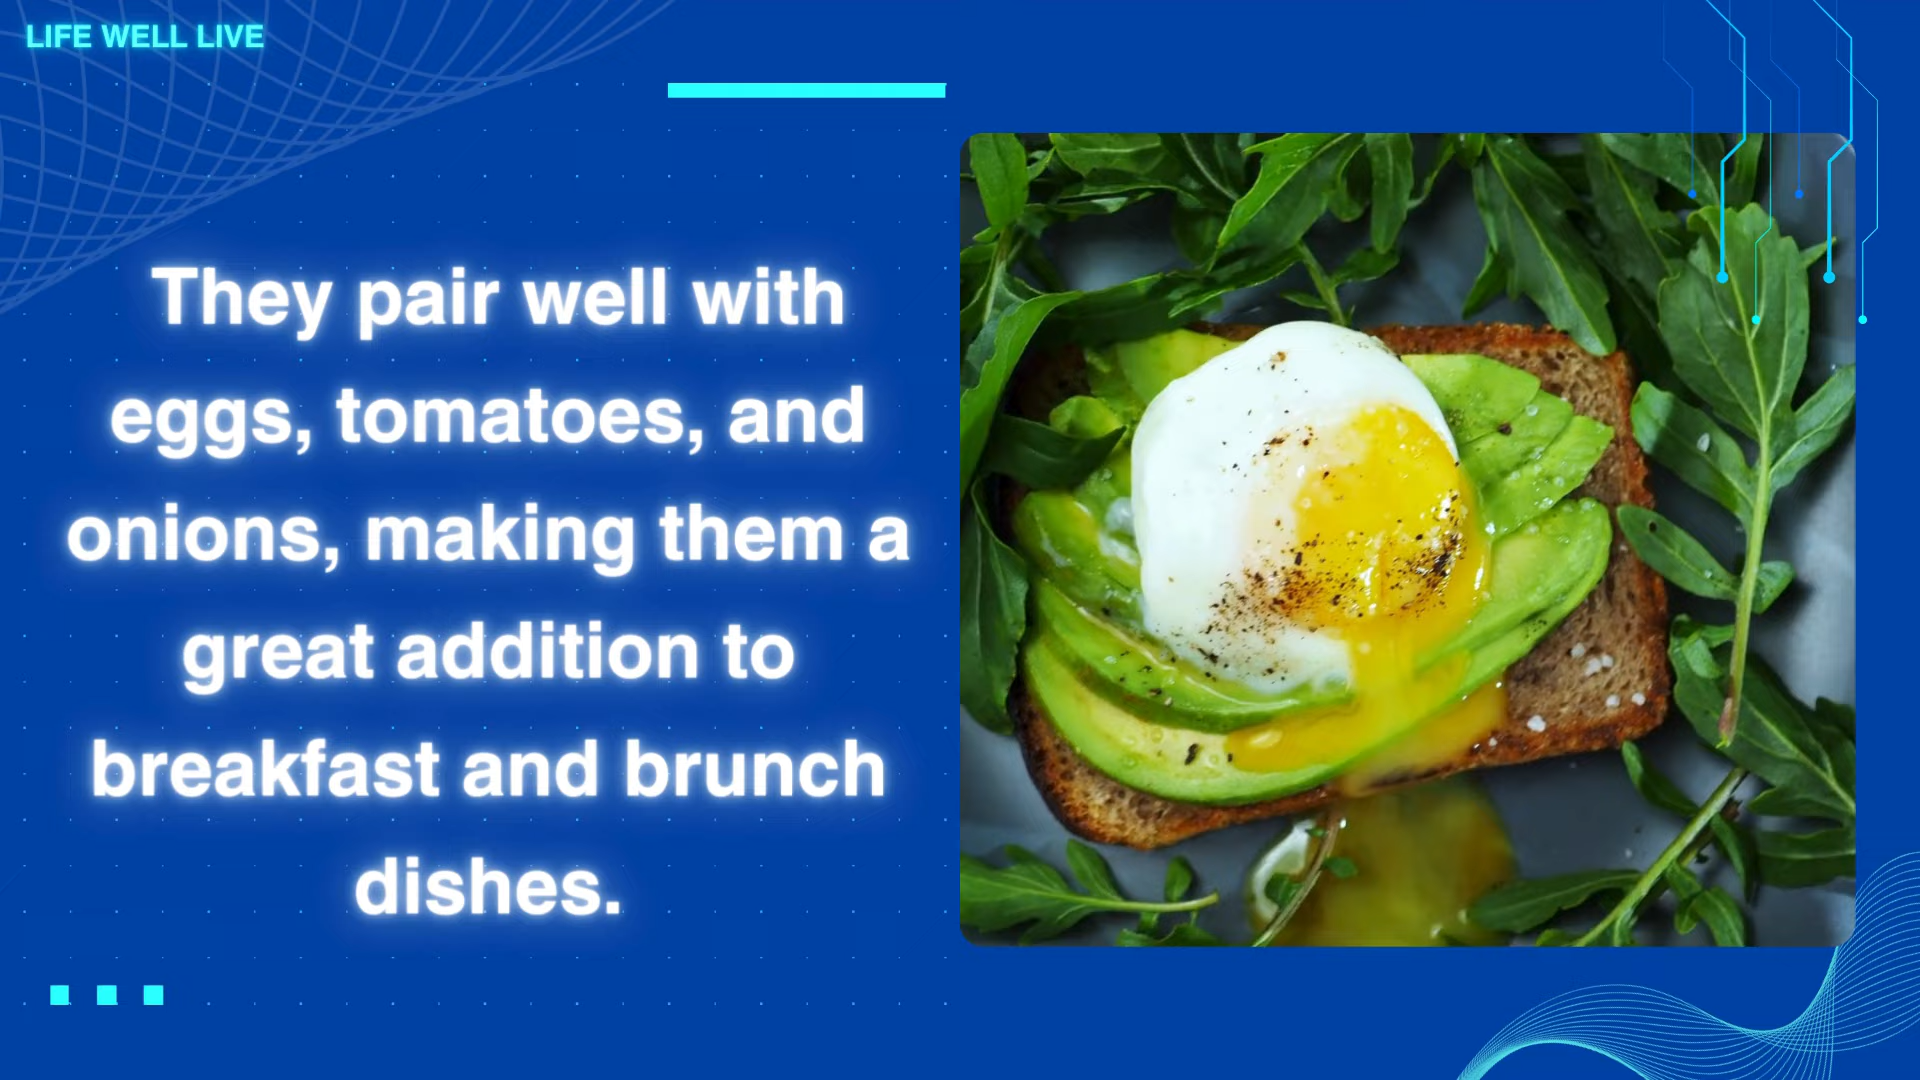 LIFE WELL LIVE
They pair well with
eggs, tomatoes, and
onions, making them a
great addition to
breakfast and brunch
dishes.